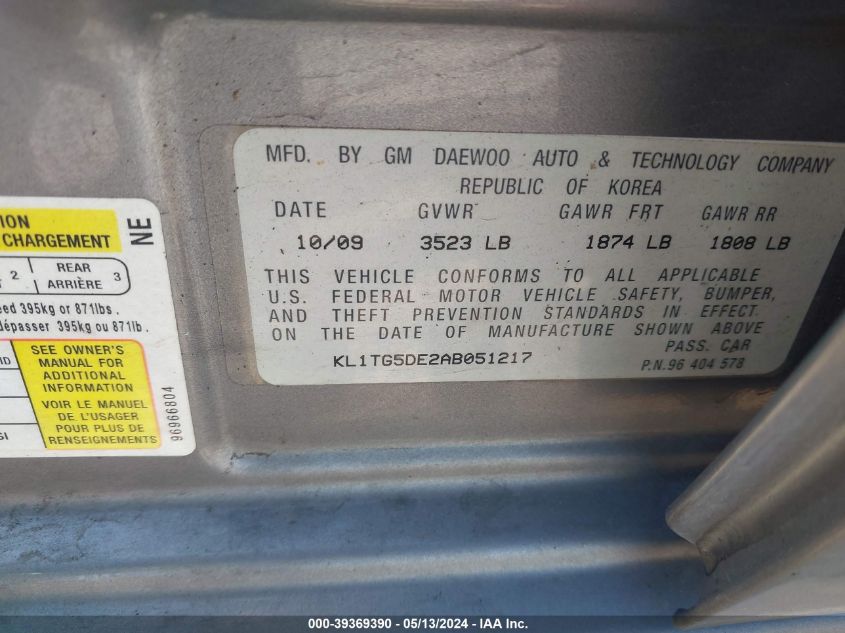 MFD. BY GM DAEWOO AUTO & TECHNOLOGY COMPANY
REPUBLIC OF KOREA
DATE GVWR GAWR FRT GAWR RR
10/09 3523 LB 1874 LB 1808 LB
THIS VEHICLE CONFORMS TO ALL APPLICABLE
U.S. FEDERAL MOTOR VEHICLE SAFETY, BUMPER,
AND THEFT PREVENTION STANDARDS IN EFFECT
ON THE DATE OF MANUFACTURE SHOWN ABOVE
PASS. CAR
KL1TG5DE2AB051217
P.N.96 404 578
CHARGEMENT
NE
2 REAR 3
ARRIÈRE
395kg or 871lbs.
dépasser 395kg ou 871lb.
SEE OWNER'S
MANUAL FOR
ADDITIONAL
INFORMATION
VOIR LE MANUEL
DE L'USAGER
POUR PLUS DE
RENSEIGNEMENTS
96966804
000-39369390 - 05/13/2024 - IAA Inc.